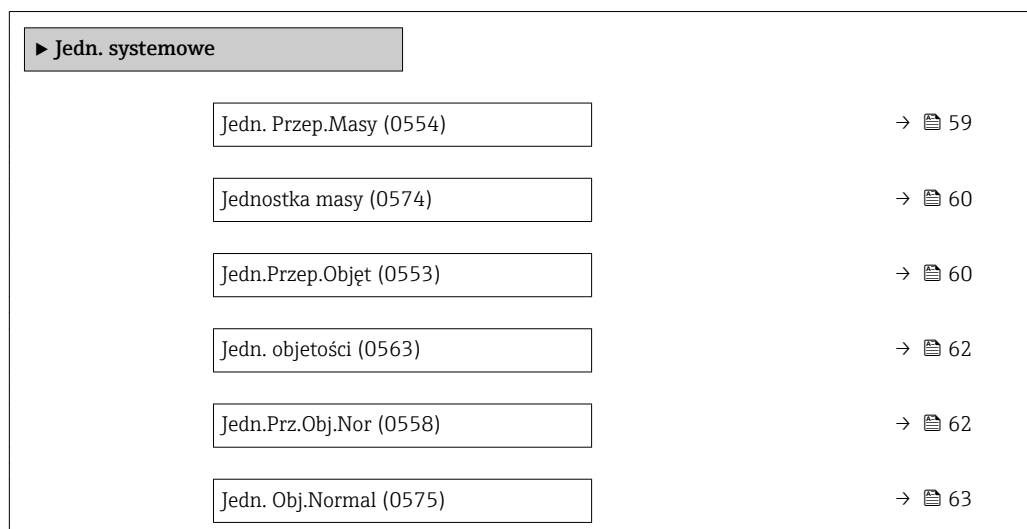 ▶ Jedn. systemowe
Jedn. Przep.Masy (0554) → 59
Jednostka masy (0574) → 60
Jedn.Przep.Objęt (0553) → 60
Jedn. objetości (0563) → 62
Jedn.Prz.Obj.Nor (0558) → 62
Jedn. Obj.Normal (0575) → 63